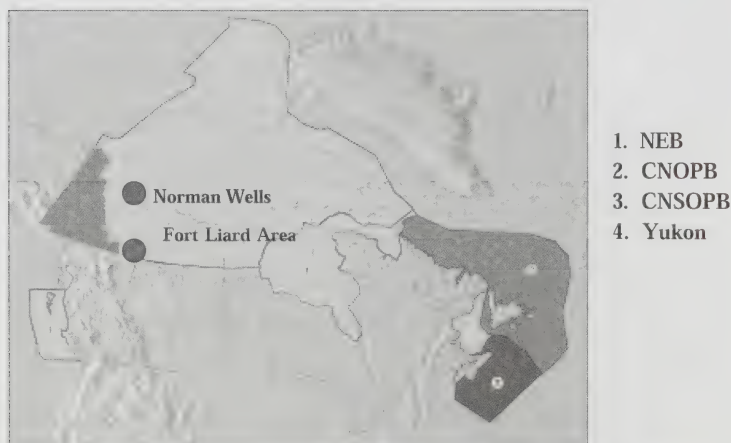 Norman Wells
Fort Liard Area
1. NEB
2. CNOPB
3. CNSOPB
4. Yukon